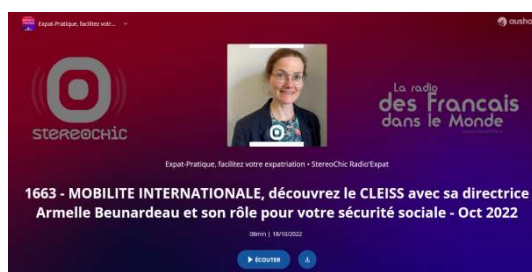 Expat-Pratique, facilitez votr...
ausha
STEREOCHIC
La radio
des Francais
dans le Monde
Expat-Pratique, facilitez votre expatriation • StereoChic Radio'Expat
1663 - MOBILITE INTERNATIONALE, découvrez le CLEISS avec sa directrice
Armelle Beunardeau et son rôle pour votre sécurité sociale - Oct 2022
08min | 18/10/2022
ÉCOUTER